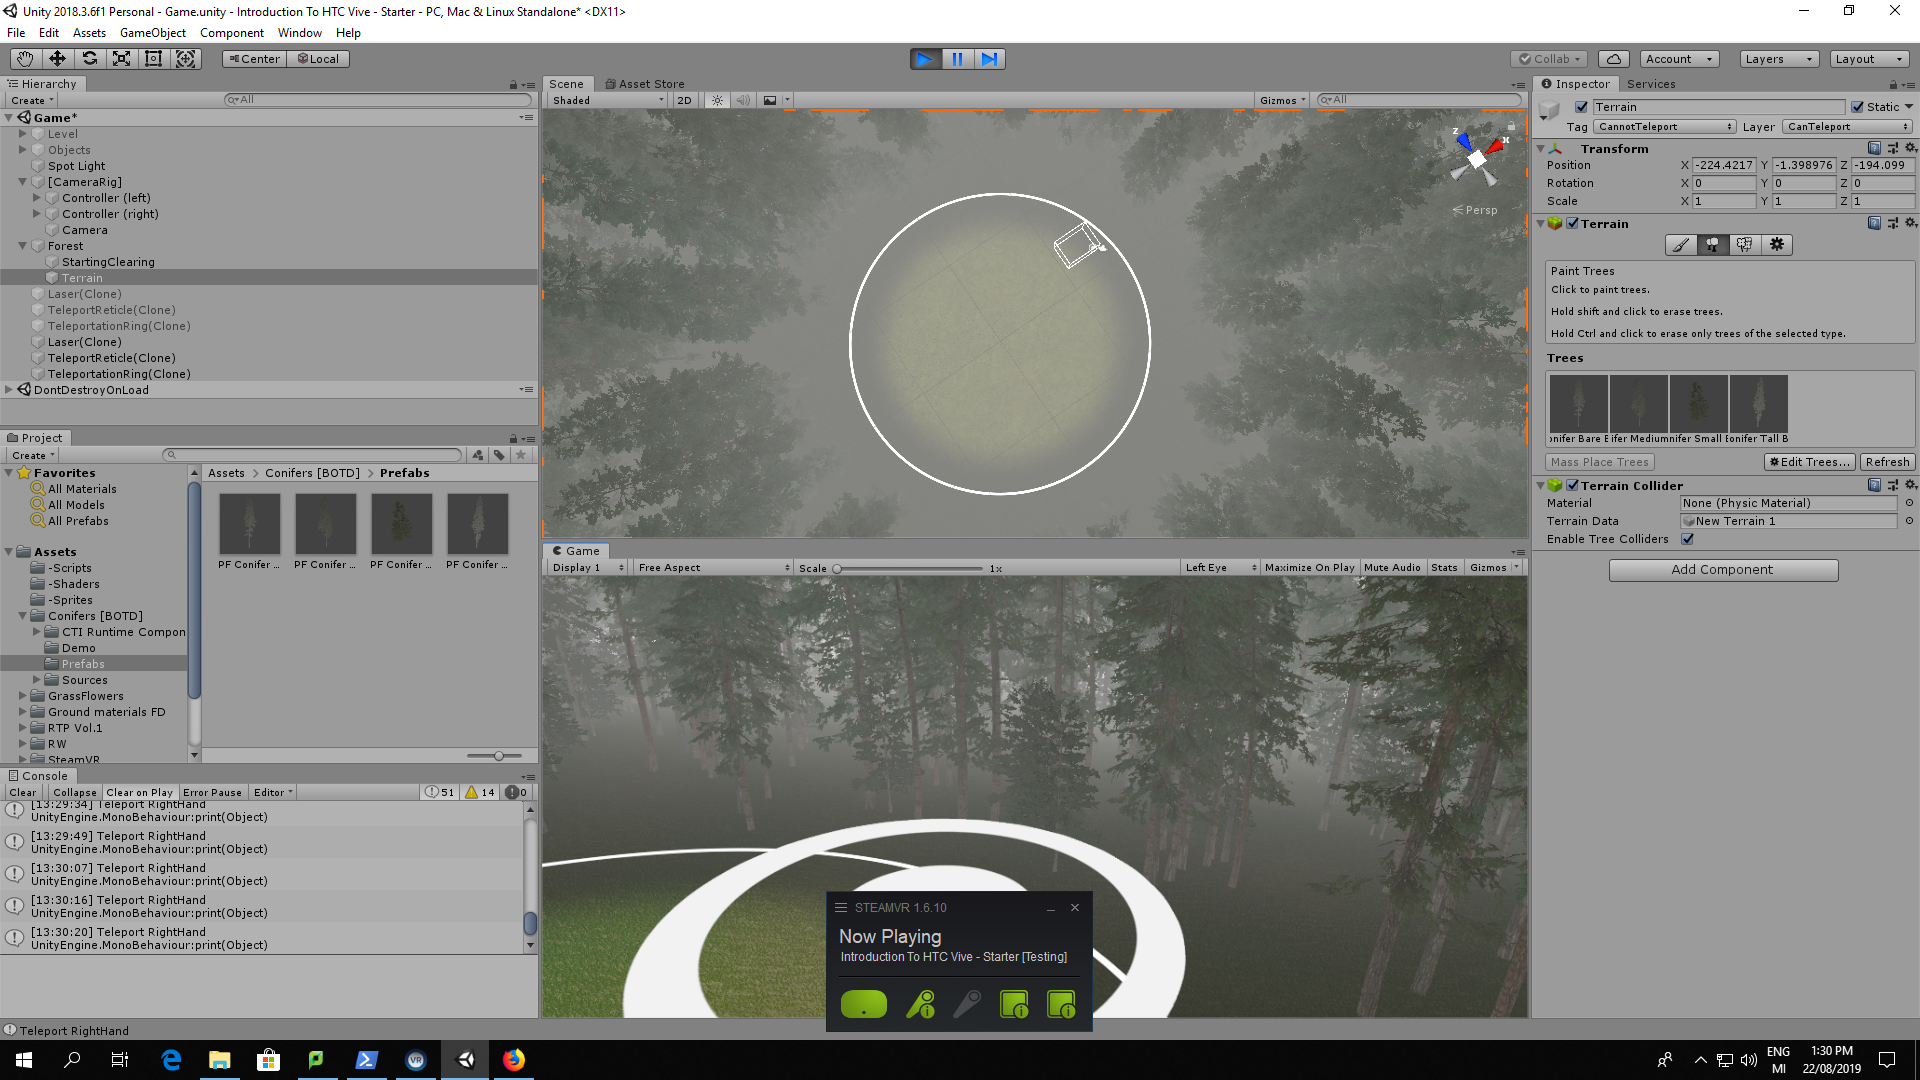 Unity 2018.3.6f1 Personal - Game.unity - Introduction To HTC Vive - Starter - PC, Mac & Linux Standalone* <DX11>
File Edit Assets GameObject Component Window Help
Center Local Collab Account Layers Layout
Hierarchy
Create All
Game*
Level
Objects
Spot Light
[CameraRig]
Controller (left)
Controller (right)
Camera
Forest
StartingClearing
Terrain
Laser(Clone)
TeleportReticle(Clone)
TeleportationRing(Clone)
Laser(Clone)
TeleportReticle(Clone)
TeleportationRing(Clone)
DontDestroyOnLoad
Project
Create
Favorites
All Materials
All Models
All Prefabs
Assets
-Scripts
-Shaders
-Sprites
Conifers [BOTD]
CTI Runtime Compon
Demo
Prefabs
Sources
GrassFlowers
Ground materials FD
RTP Vol.1
RW
SteamVR
Assets > Conifers [BOTD] > Prefabs
PF Conifer ... PF Conifer ... PF Conifer ... PF Conifer ...
Console
Clear Collapse Clear on Play Error Pause Editor 51 14 0
[13:29:34] Teleport RightHand
UnityEngine.MonoBehaviour:print(Object)
[13:29:49] Teleport RightHand
UnityEngine.MonoBehaviour:print(Object)
[13:30:07] Teleport RightHand
UnityEngine.MonoBehaviour:print(Object)
[13:30:16] Teleport RightHand
UnityEngine.MonoBehaviour:print(Object)
[13:30:20] Teleport RightHand
UnityEngine.MonoBehaviour:print(Object)
Teleport RightHand
Scene Asset Store
Shaded 2D Gizmos All
z x
Persp
Game
Display 1 Free Aspect Scale 1x Left Eye Maximize On Play Mute Audio Stats Gizmos
STEAMVR 1.6.10
Now Playing
Introduction To HTC Vive - Starter [Testing]
Inspector Services
Terrain Static
Tag CannotTeleport Layer CanTeleport
Transform
Position X -224.4217 Y -1.398976 Z -194.099
Rotation X 0 Y 0 Z 0
Scale X 1 Y 1 Z 1
Terrain
Paint Trees
Click to paint trees.
Hold shift and click to erase trees.
Hold Ctrl and click to erase only trees of the selected type.
Trees
onifer Bare E ifer Medium nifer Small E onifer Tall B
Mass Place Trees Edit Trees... Refresh
Terrain Collider
Material None (Physic Material)
Terrain Data New Terrain 1
Enable Tree Colliders
Add Component
VR
ENG
MI
1:30 PM
22/08/2019